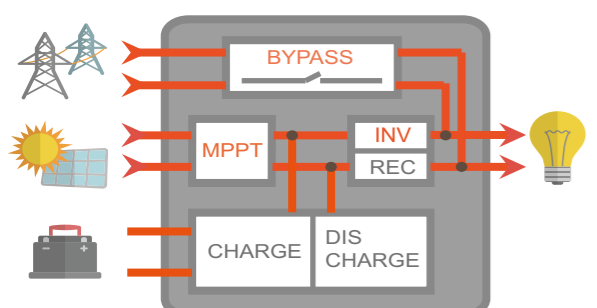 BYPASS
MPPT
INV
REC
CHARGE
DIS
CHARGE